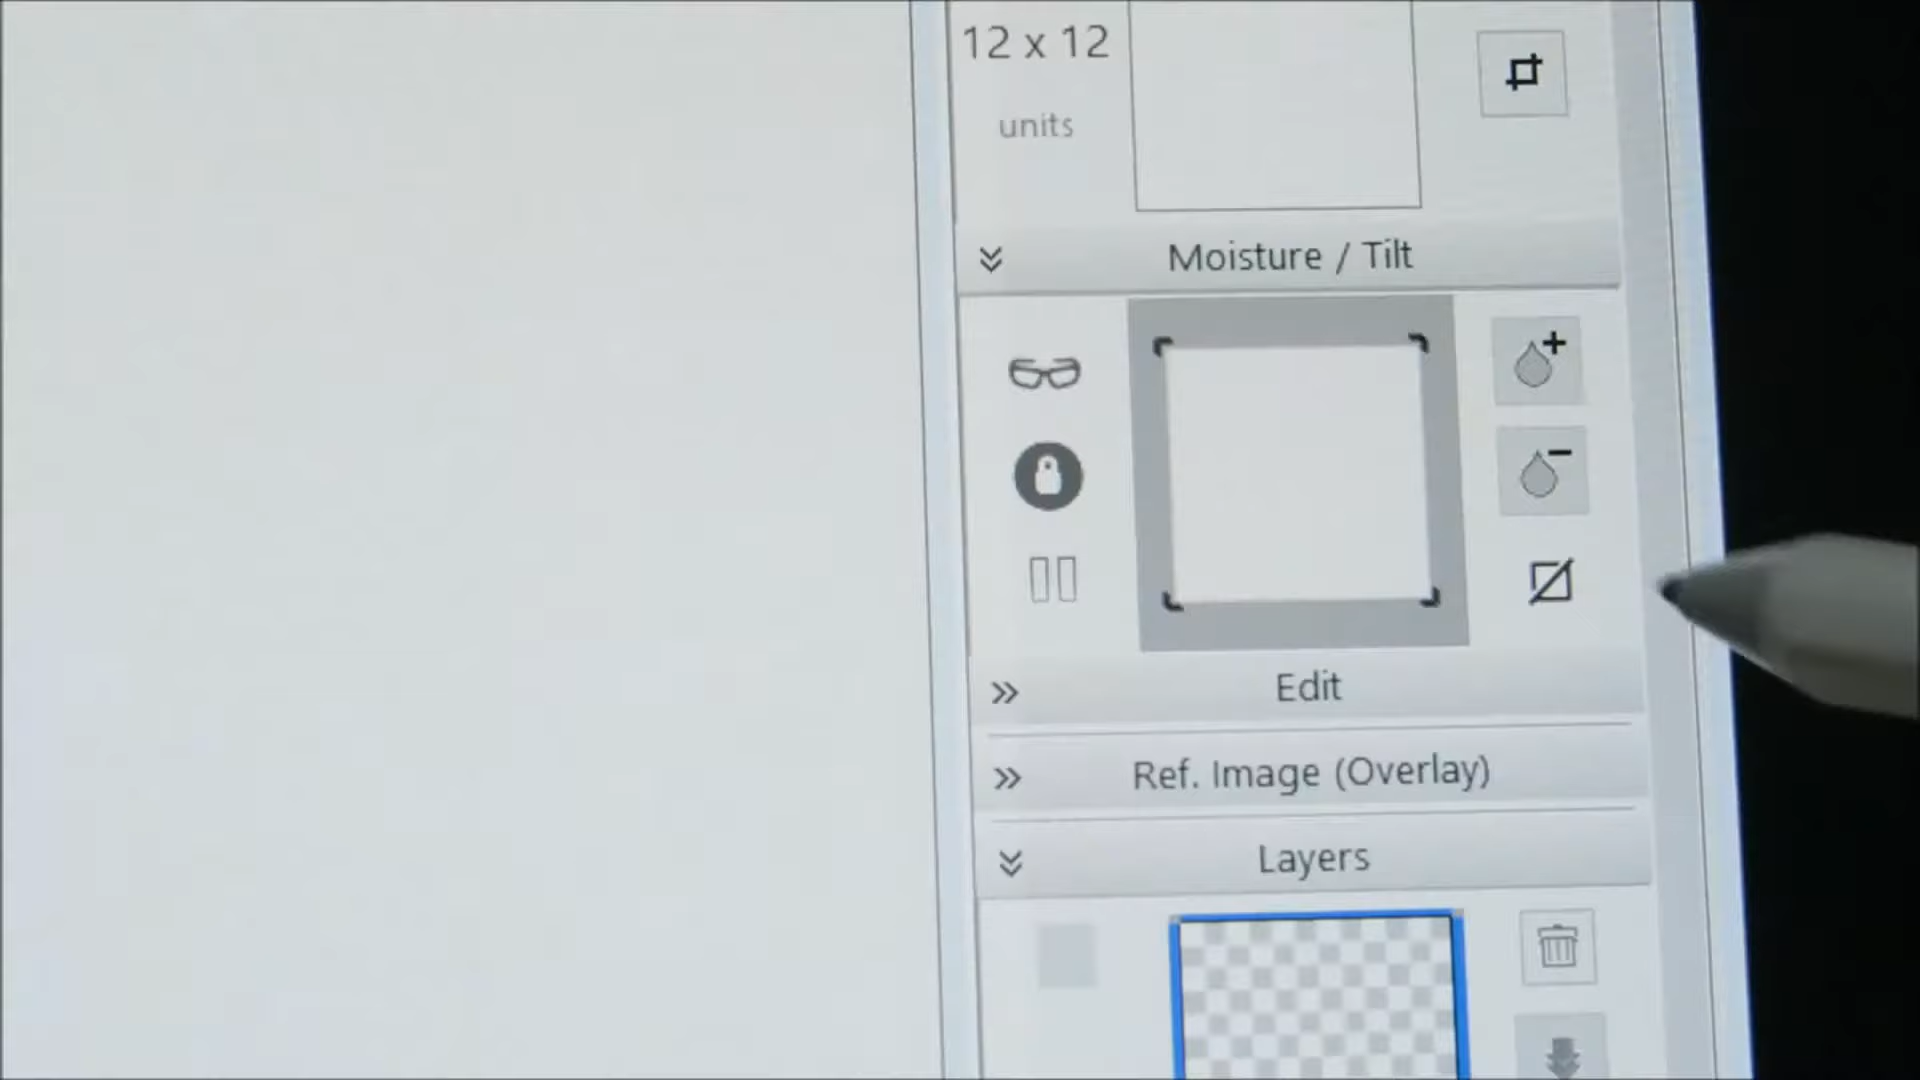 12 x 12
units
Moisture / Tilt
Edit
Ref. Image (Overlay)
Layers